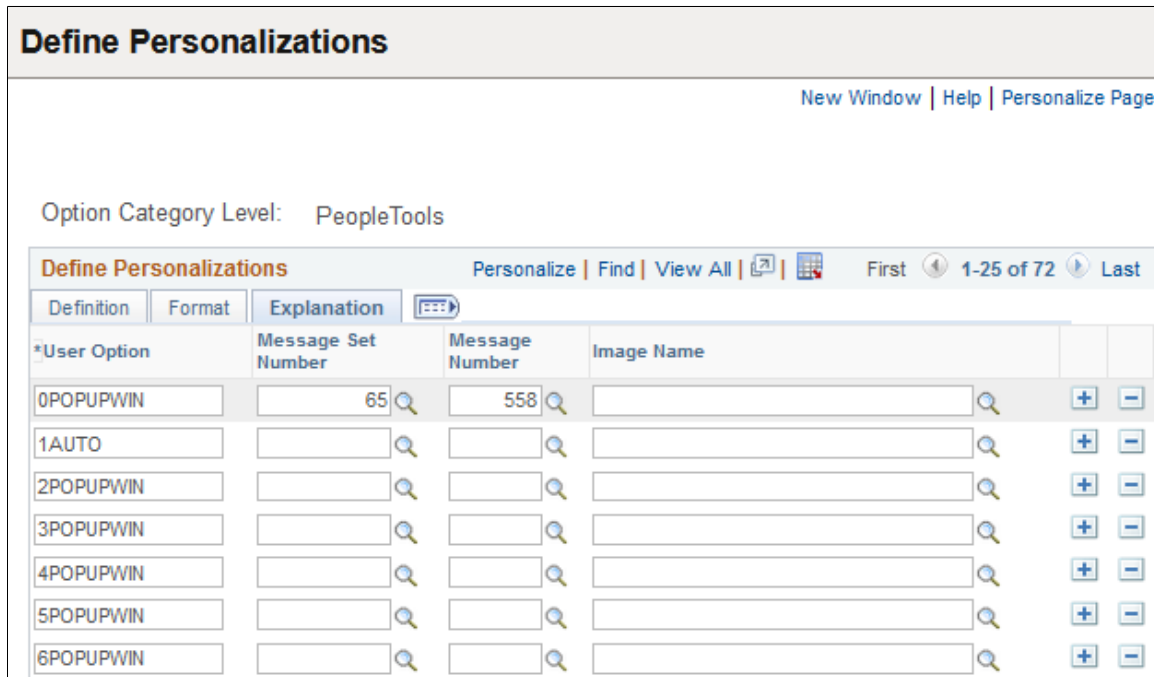 Define Personalizations
New Window | Help | Personalize Page
Option Category Level: PeopleTools
Define Personalizations Personalize | Find | View All | | First 1-25 of 72 Last
Definition Format Explanation
*User Option Message Set Number Message Number Image Name
0POPUPWIN 65 558
1AUTO
2POPUPWIN
3POPUPWIN
4POPUPWIN
5POPUPWIN
6POPUPWIN